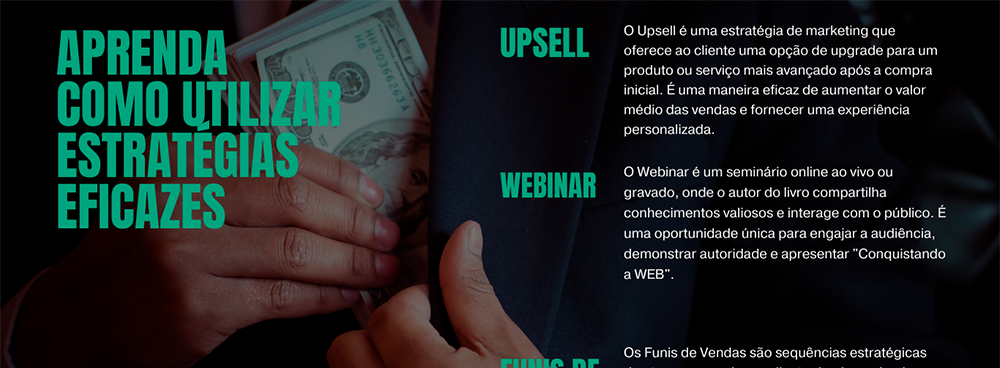 APRENDA
COMO UTILIZAR
ESTRATÉGIAS
EFICAZES
UPSELL
O Upsell é uma estratégia de marketing que
oferece ao cliente uma opção de upgrade para um
produto ou serviço mais avançado após a compra
inicial. É uma maneira eficaz de aumentar o valor
médio das vendas e fornecer uma experiência
personalizada.
WEBINAR
O Webinar é um seminário online ao vivo ou
gravado, onde o autor do livro compartilha
conhecimentos valiosos e interage com o público. É
uma oportunidade única para engajar a audiência,
demonstrar autoridade e apresentar "Conquistando
a WEB".
FUNIS DE
Os Funis de Vendas são sequências estratégicas